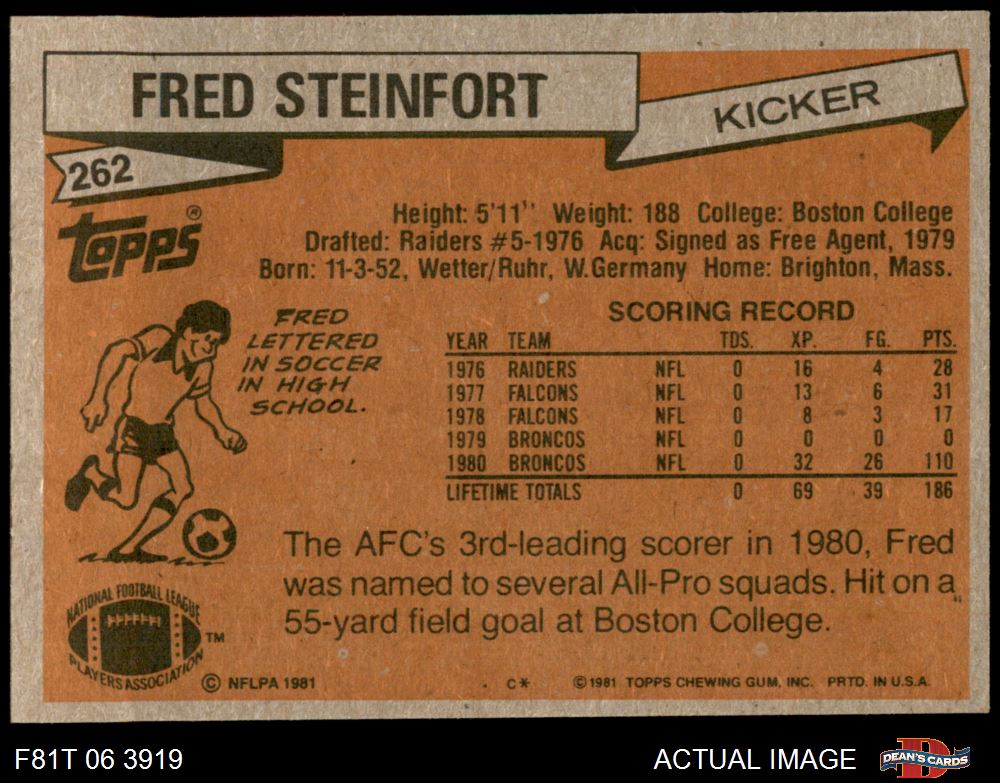 FRED STEINFORT
KICKER
262
TOPPS®
Height: 5'11" Weight: 188 College: Boston College
Drafted: Raiders #5-1976 Acq: Signed as Free Agent, 1979
Born: 11-3-52, Wetter/Ruhr, W.Germany Home: Brighton, Mass.
FRED
LETTERED
IN SOCCER
IN HIGH
SCHOOL.
SCORING RECORD
YEAR TEAM TDS. XP. FG. PTS.
1976 RAIDERS NFL 0 16 4 28
1977 FALCONS NFL 0 13 6 31
1978 FALCONS NFL 0 8 3 17
1979 BRONCOS NFL 0 0 0 0
1980 BRONCOS NFL 0 32 26 110
LIFETIME TOTALS 0 69 39 186
The AFC's 3rd-leading scorer in 1980, Fred
was named to several All-Pro squads. Hit on a
55-yard field goal at Boston College.
NATIONAL FOOTBALL LEAGUE
PLAYERS ASSOCIATION
TM
© NFLPA 1981
C*
©1981 TOPPS CHEWING GUM, INC. PRTD. IN U.S.A.
F81T 06 3919
ACTUAL IMAGE
D
DEAN'S CARDS